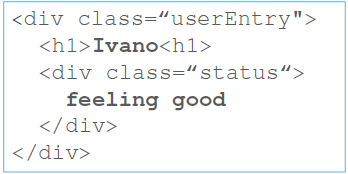 <div class=“userEntry">
<h1>Ivano<h1>
<div class=“status“>
feeling good
</div>
</div>